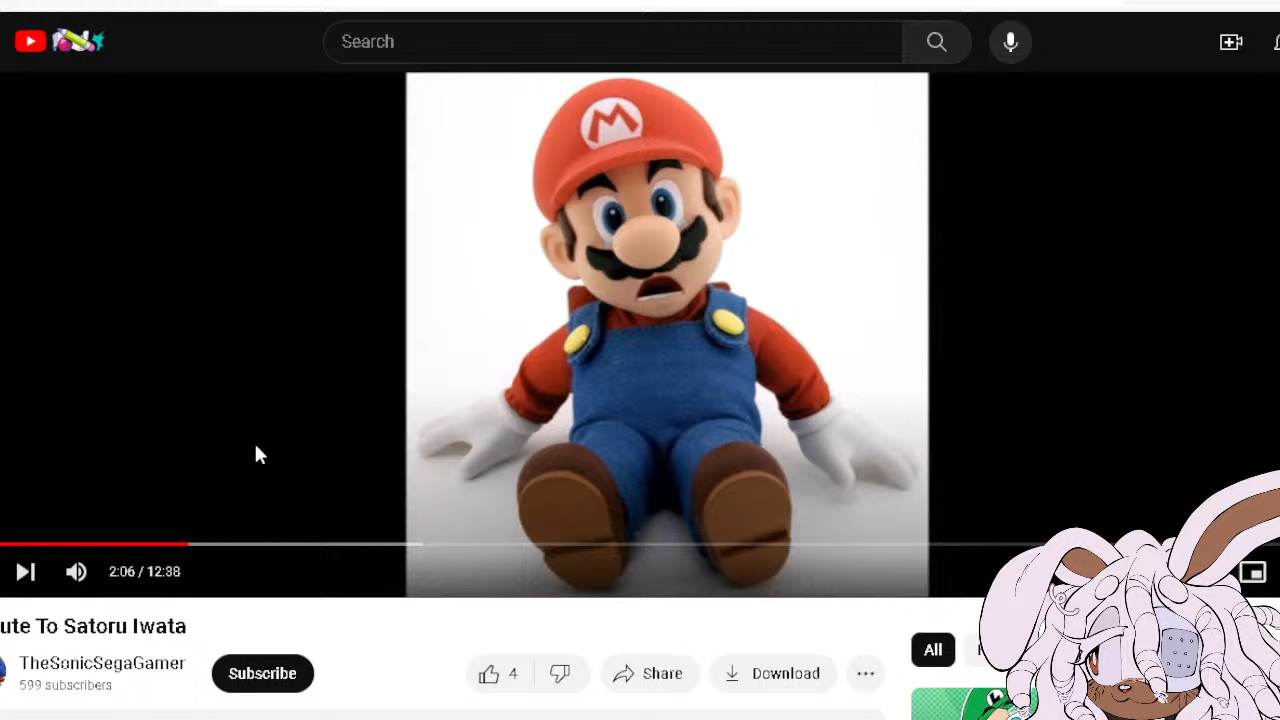 Search
M
2:06 / 12:38
ute To Satoru Iwata
TheSonicSegaGamer
599 subscribers
Subscribe
4
Share
Download
All
L